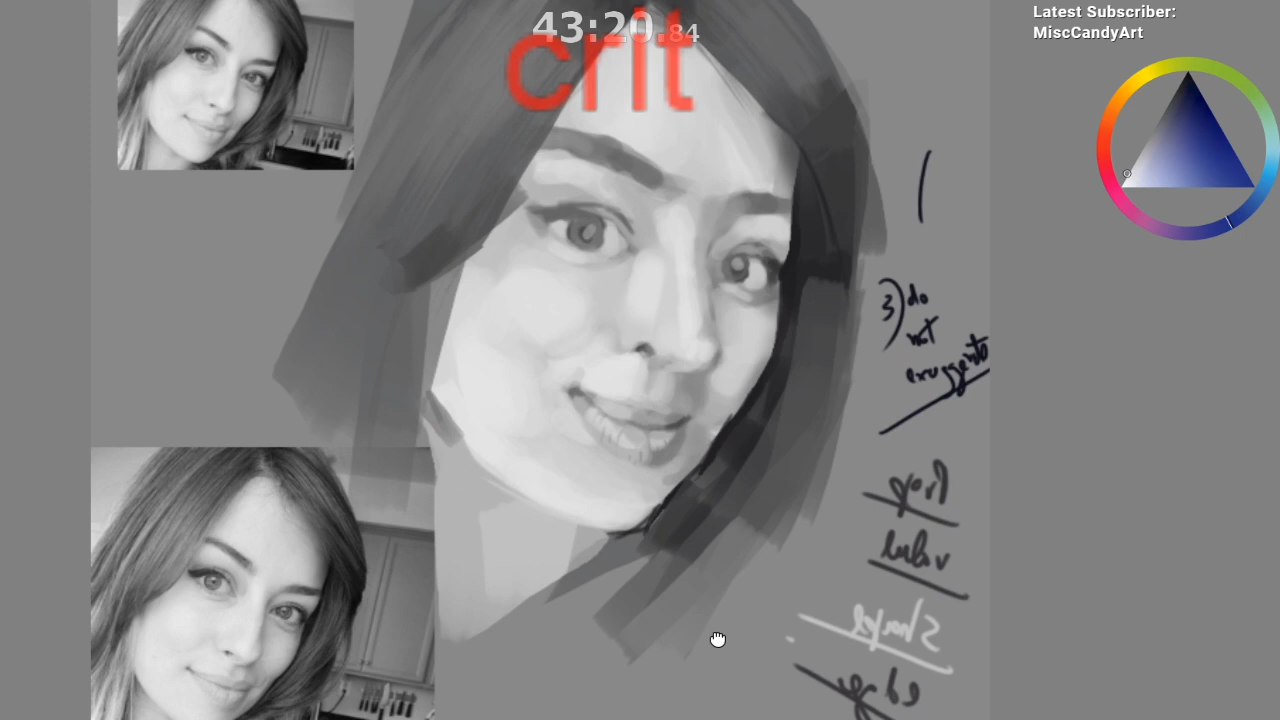 Latest Subscriber:
MiscCandyArt
43:20.84
crit
3) do
not
exaggerate
Prop
value
Shape
edge